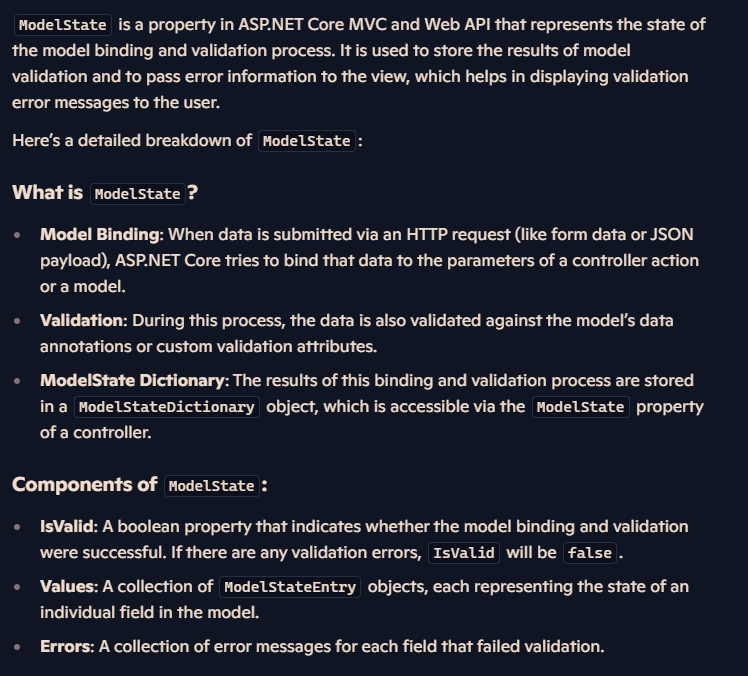 ModelState is a property in ASP.NET Core MVC and Web API that represents the state of
the model binding and validation process. It is used to store the results of model
validation and to pass error information to the view, which helps in displaying validation
error messages to the user.
Here’s a detailed breakdown of ModelState:
What is ModelState?
• Model Binding: When data is submitted via an HTTP request (like form data or JSON
payload), ASP.NET Core tries to bind that data to the parameters of a controller action
or a model.
• Validation: During this process, the data is also validated against the model’s data
annotations or custom validation attributes.
• ModelState Dictionary: The results of this binding and validation process are stored
in a ModelStateDictionary object, which is accessible via the ModelState property
of a controller.
Components of ModelState:
• IsValid: A boolean property that indicates whether the model binding and validation
were successful. If there are any validation errors, IsValid will be false.
• Values: A collection of ModelStateEntry objects, each representing the state of an
individual field in the model.
• Errors: A collection of error messages for each field that failed validation.